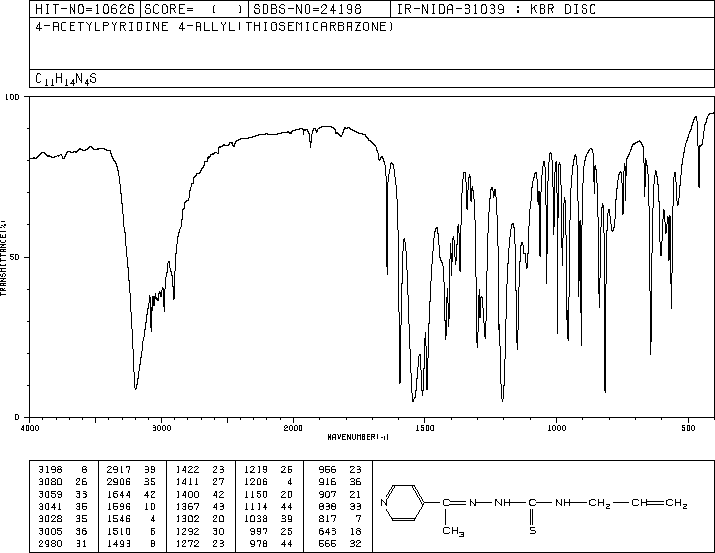 HIT-NO=10626 SCORE= ( ) SDBS-NO=24198 IR-NIDA-31039 : KBR DISC
4-ACETYLPYRIDINE 4-ALLYL(THIOSEMICARBAZONE)
C11H14N4S
100
50
0
TRANSMITTANCE(%)
4000 3000 2000 1500 1000 500
WAVENUMBER(-1)
3198 8 2917 39 1422 23 1219 26 956 23
3080 26 2906 35 1411 27 1206 4 916 36
3059 33 1644 42 1400 42 1150 20 907 21
3041 35 1596 10 1367 43 1114 44 838 33
3028 35 1546 4 1302 20 1038 39 817 7
3005 36 1510 6 1292 30 997 25 643 18
2980 31 1493 8 1272 23 978 44 566 32
N C=N-NH-C-NH-CH2-CH=CH2
CH3 S